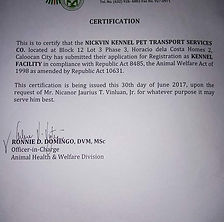 CERTIFICATION
This is to certify that the NICKVIN KENNEL PET TRANSPORT SERVICES
CO. located at Block 12 Lot 3 Phase 3, Horacio dela Costa Homes 2,
Caloocan City has submitted their application for Registration as KENNEL
FACILITY in compliance with Republic Act 8485, the Animal Welfare Act of
1998 as amended by Republic Act 10631.
This certification is being issued this 30th day of June 2017, upon the
request of Mr. Nicanor Jaurius T. Vinluan, Jr. for whatever purpose it may
serve him best.
RONNIE D. DOMINGO, DVM, MSc
Officer-in-Charge
Animal Health & Welfare Division